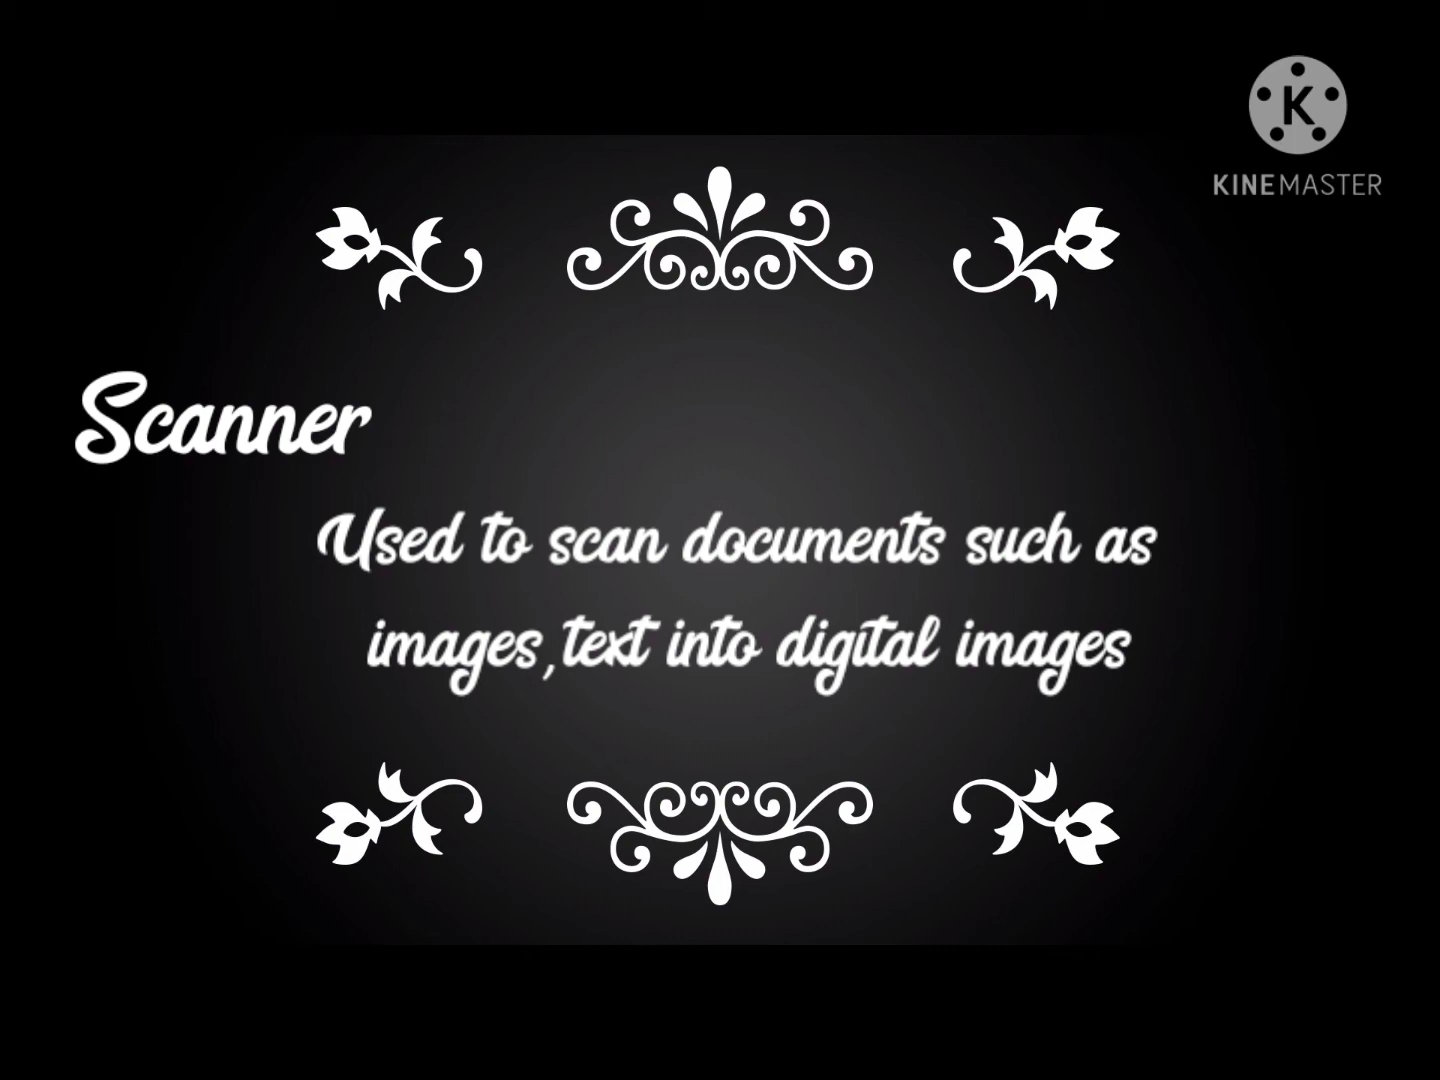 K
KINEMASTER
Scanner
Used to scan documents such as
images,text into digital images